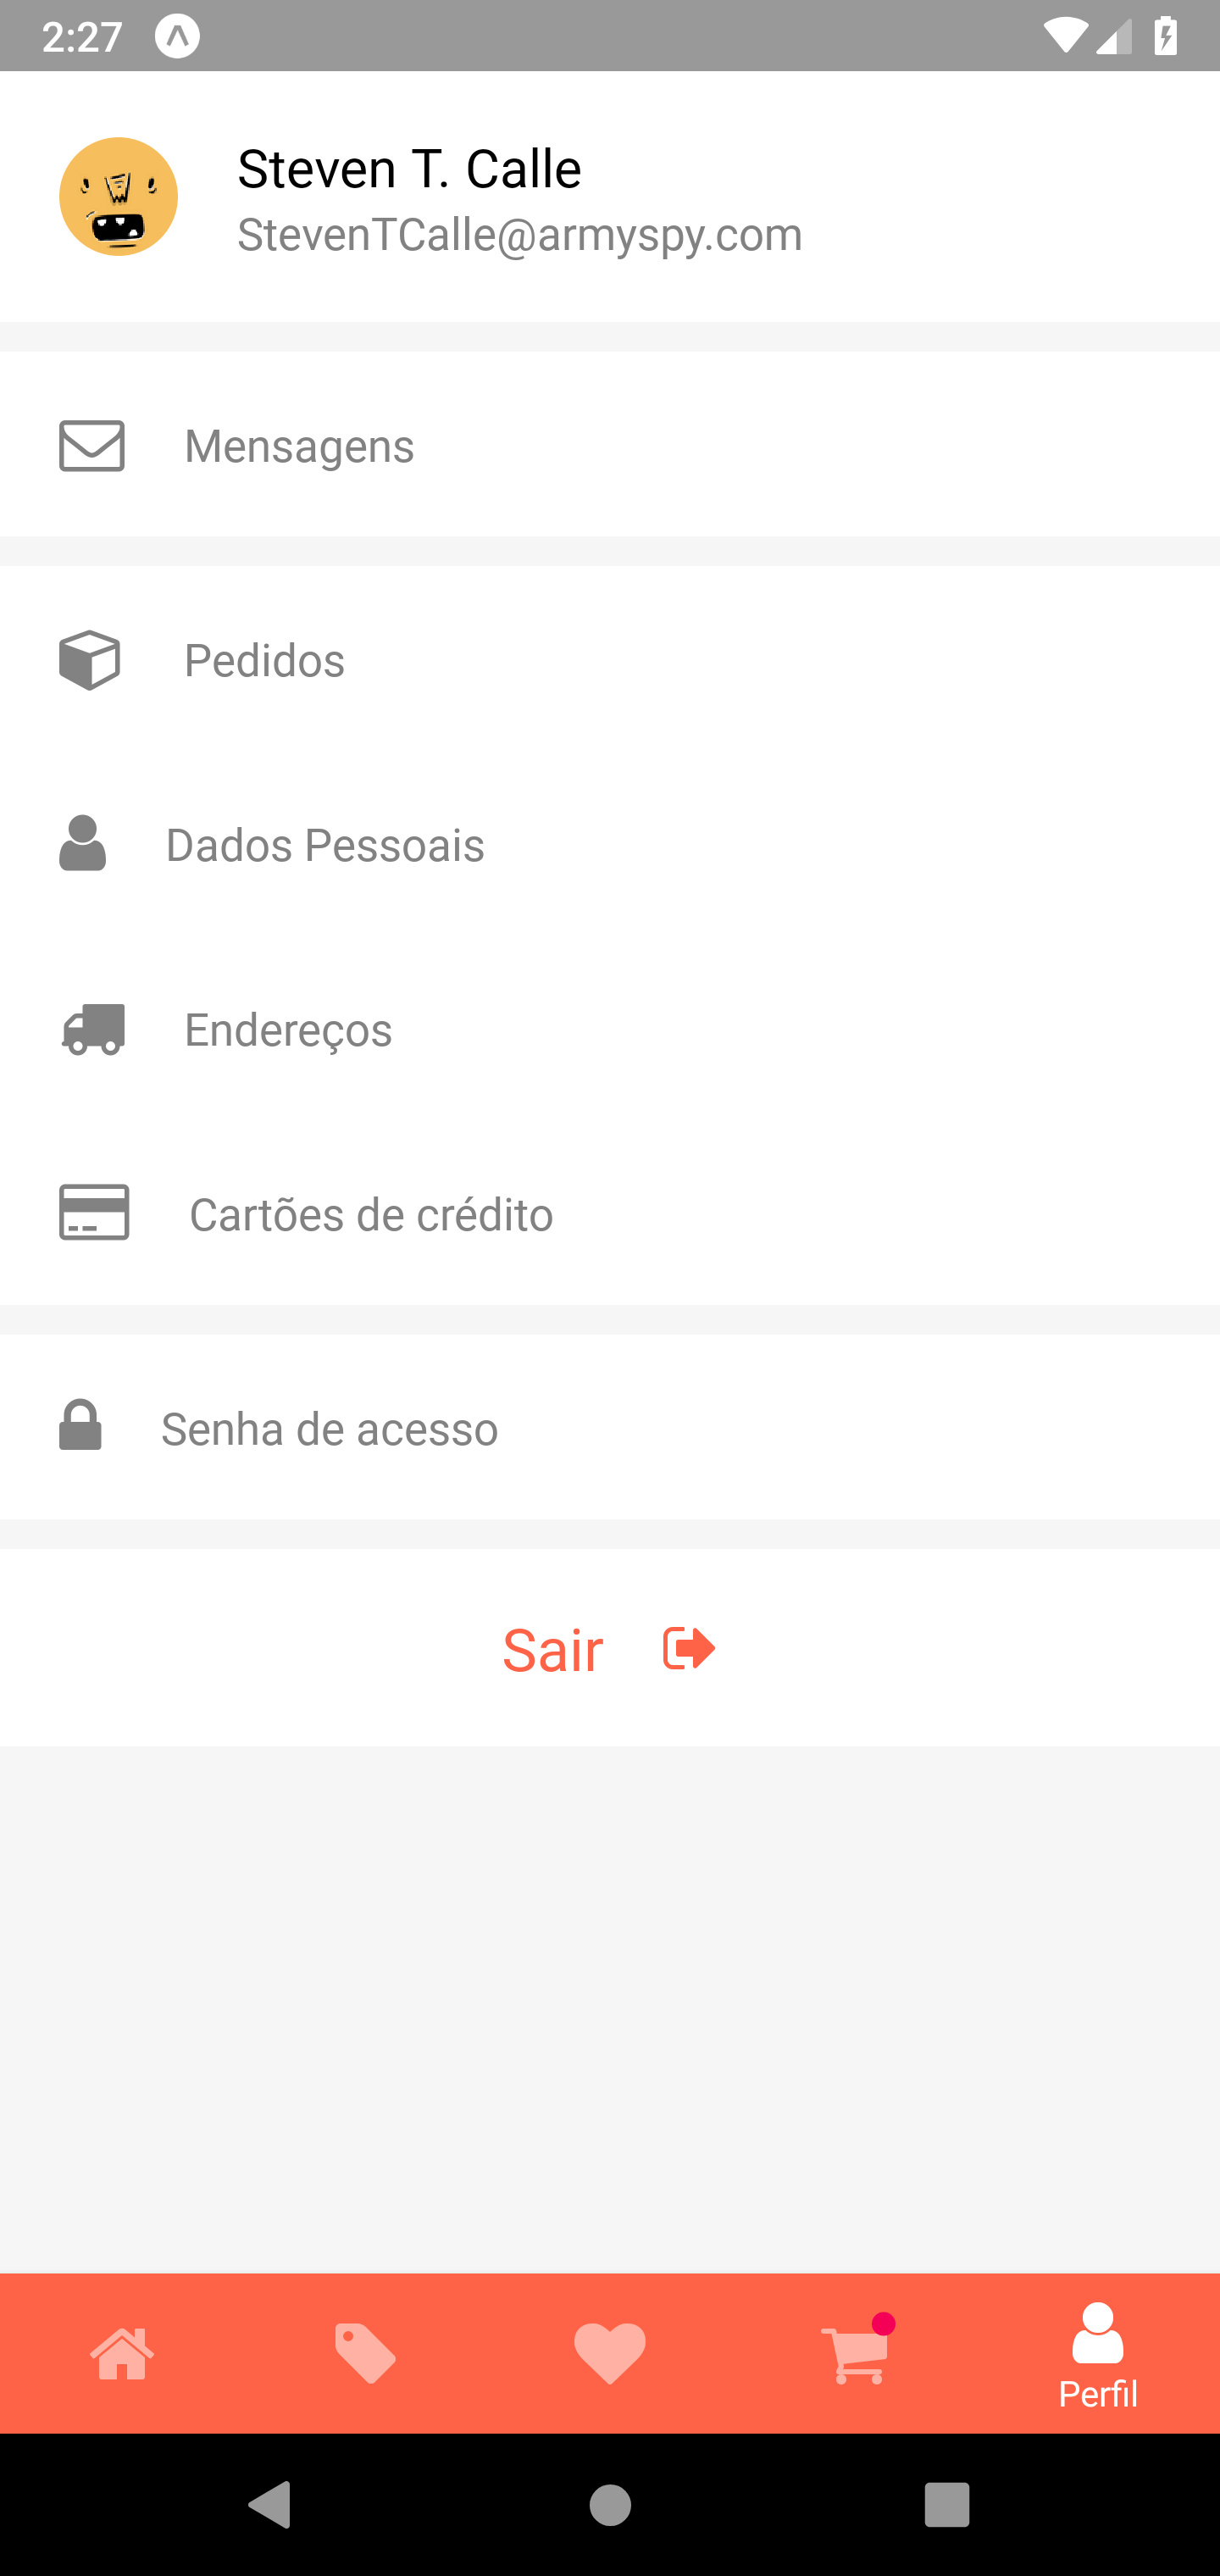 2:27
Steven T. Calle
StevenTCalle@armyspy.com
Mensagens
Pedidos
Dados Pessoais
Endereços
Cartões de crédito
Senha de acesso
Sair
Perfil